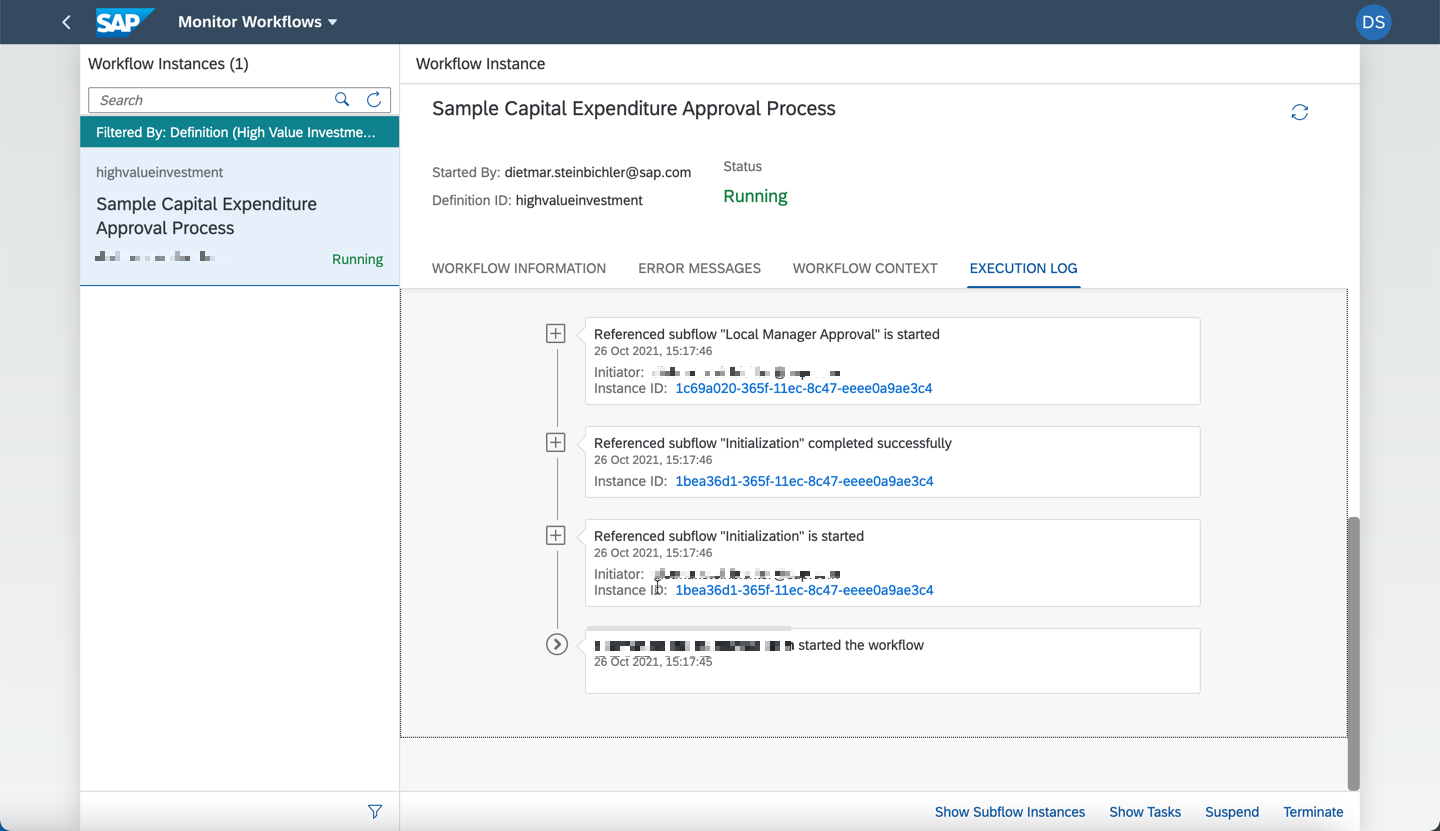 SAP
Monitor Workflows
DS
Workflow Instances (1)
Search
Filtered By: Definition (High Value Investme...
highvalueinvestment
Sample Capital Expenditure
Approval Process
Running
Workflow Instance
Sample Capital Expenditure Approval Process
Started By: dietmar.steinbichler@sap.com
Status
Definition ID: highvalueinvestment
Running
WORKFLOW INFORMATION
ERROR MESSAGES
WORKFLOW CONTEXT
EXECUTION LOG
Referenced subflow "Local Manager Approval" is started
26 Oct 2021, 15:17:46
Initiator:
Instance ID: 1c69a020-365f-11ec-8c47-eeee0a9ae3c4
Referenced subflow "Initialization" completed successfully
26 Oct 2021, 15:17:46
Instance ID: 1bea36d1-365f-11ec-8c47-eeee0a9ae3c4
Referenced subflow "Initialization" is started
26 Oct 2021, 15:17:46
Initiator:
Instance ID: 1bea36d1-365f-11ec-8c47-eeee0a9ae3c4
started the workflow
26 Oct 2021, 15:17:45
Show Subflow Instances
Show Tasks
Suspend
Terminate